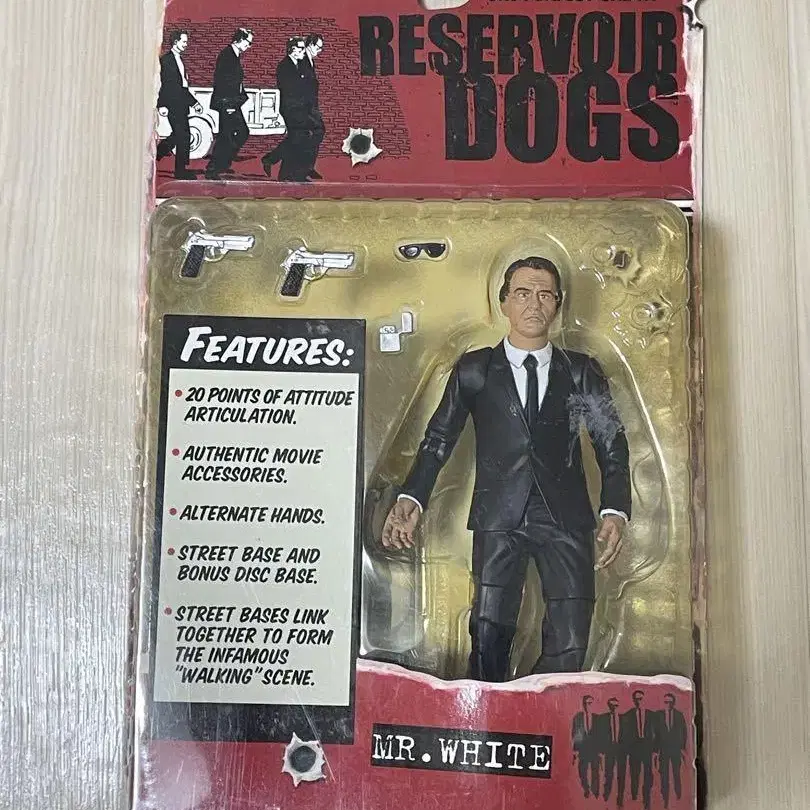 RESERVOIR
DOGS
FEATURES:
• 20 POINTS OF ATTITUDE
ARTICULATION.
• AUTHENTIC MOVIE
ACCESSORIES.
• ALTERNATE HANDS.
• STREET BASE AND
BONUS DISC BASE.
• STREET BASES LINK
TOGETHER TO FORM
THE INFAMOUS
"WALKING" SCENE.
MR. WHITE